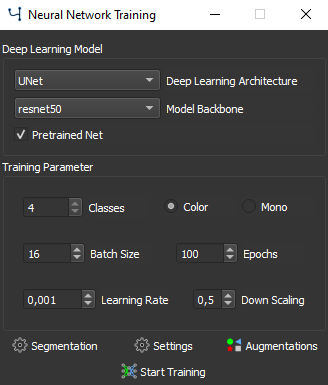 Neural Network Training
Deep Learning Model
UNet Deep Learning Architecture
resnet50 Model Backbone
Pretrained Net
Training Parameter
4 Classes Color Mono
16 Batch Size 100 Epochs
0,001 Learning Rate 0,5 Down Scaling
Segmentation Settings Augmentations
Start Training